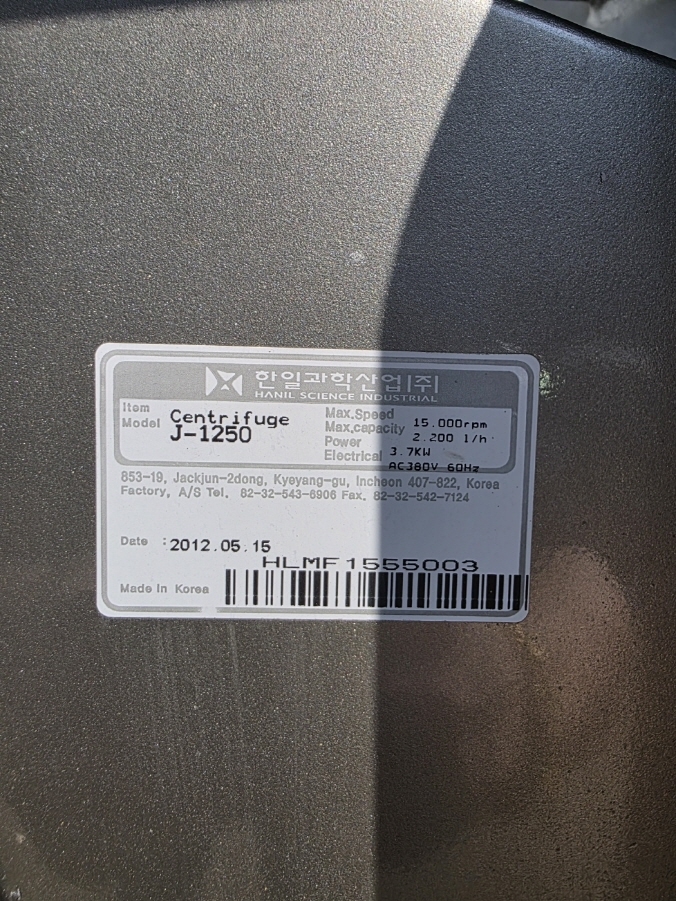 한일과학산업(주)
HANIL SCIENCE INDUSTRIAL
Item Centrifuge
Model J-1250
Max.Speed 15.000rpm
Max.capacity 2.200 l/h
Power 3.7KW
Electrical AC380V 60Hz
853-19, Jackjun-2dong, Kyeyang-gu, Incheon 407-822, Korea
Factory, A/S Tel. 82-32-543-6906 Fax. 82-32-542-7124
Date : 2012.05.15
HLMF1555003
Made In Korea